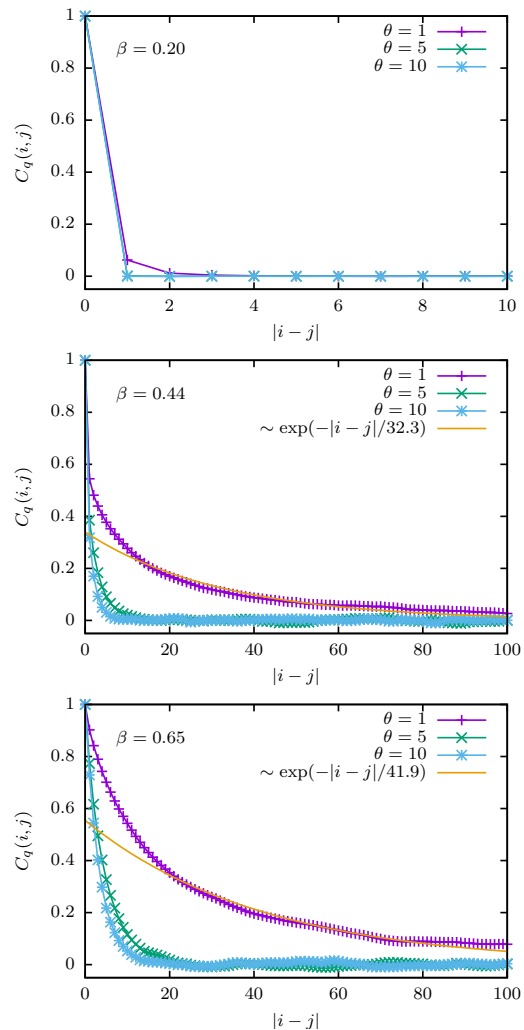 β = 0.20
θ = 1
θ = 5
θ = 10
C_q(i, j)
1
0.8
0.6
0.4
0.2
0
0 2 4 6 8 10
|i − j|
β = 0.44
θ = 1
θ = 5
θ = 10
∼ exp(−|i − j|/32.3)
C_q(i, j)
1
0.8
0.6
0.4
0.2
0
0 20 40 60 80 100
|i − j|
β = 0.65
θ = 1
θ = 5
θ = 10
∼ exp(−|i − j|/41.9)
C_q(i, j)
1
0.8
0.6
0.4
0.2
0
0 20 40 60 80 100
|i − j|